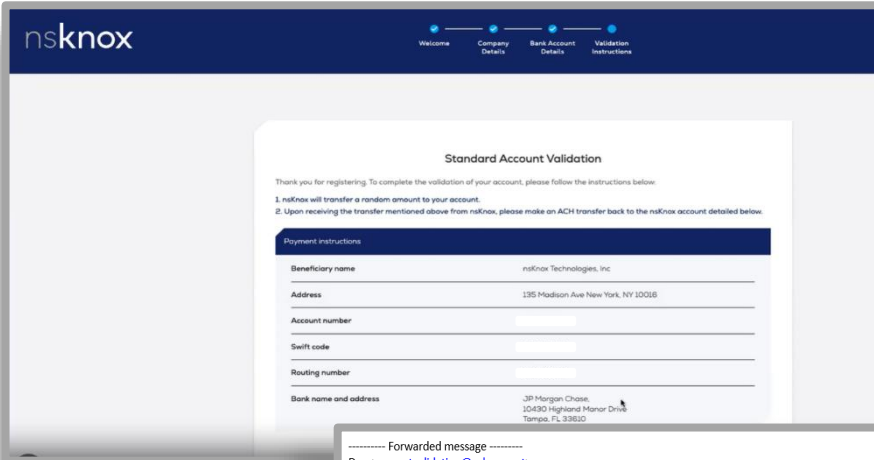 nsknox
Welcome
Company
Details
Bank Account
Details
Validation
Instructions
Standard Account Validation
Thank you for registering. To complete the validation of your account, please follow the instructions below:
1. nsKnox will transfer a random amount to your account.
2. Upon receiving the transfer mentioned above from nsKnox, please make an ACH transfer back to the nsKnox account detailed below.
Payment instructions
Beneficiary name
nsKnox Technologies, Inc
Address
135 Madison Ave New York, NY 10016
Account number
Swift code
Routing number
Bank name and address
JP Morgan Chase,
10430 Highland Manor Drive
Tampa, FL 33610
---------- Forwarded message ---------